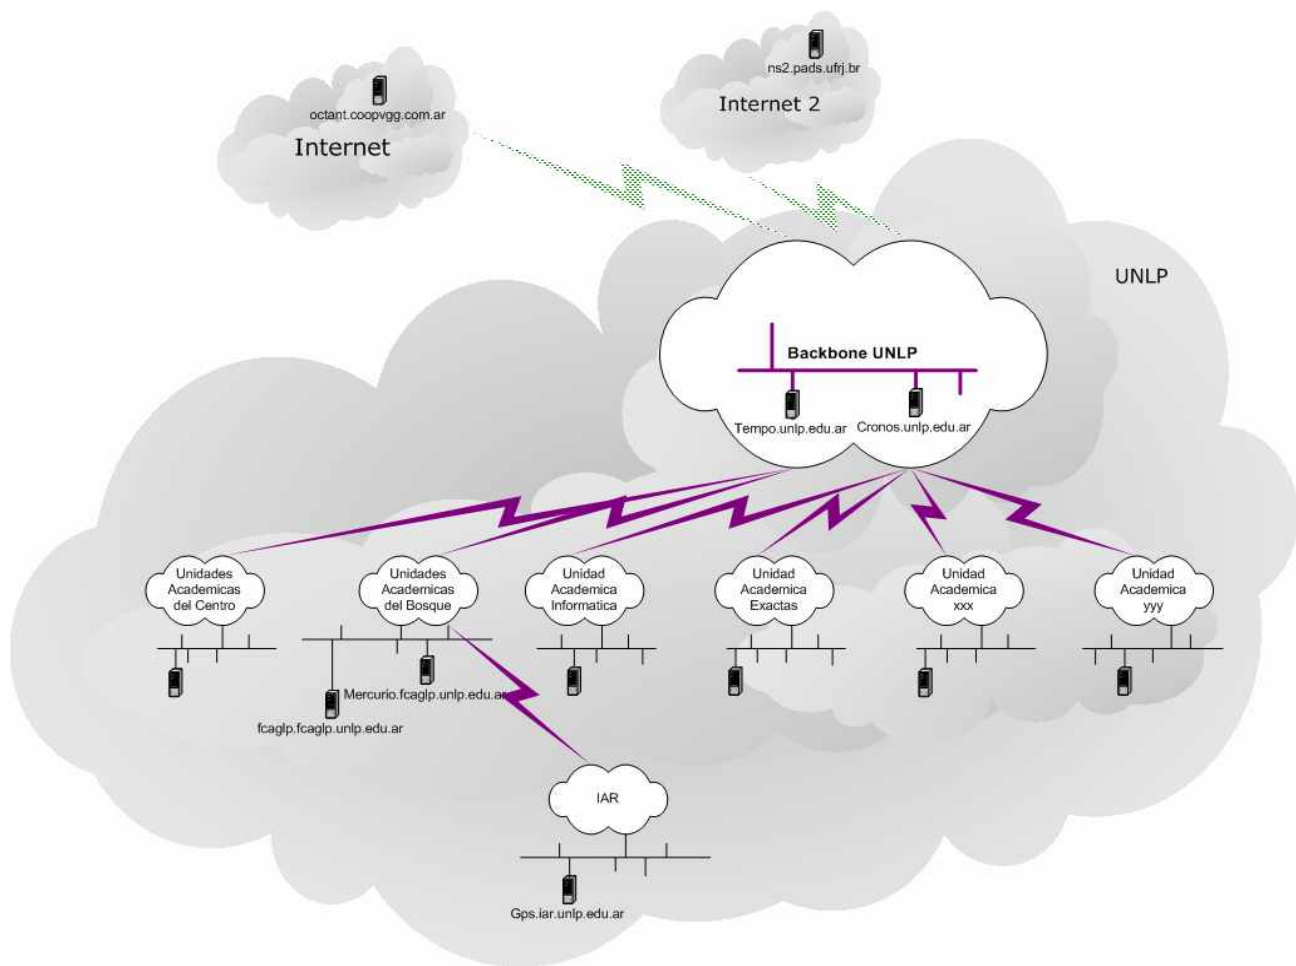 ns2.pads.ufrj.br
Internet 2
octant.coopvgg.com.ar
Internet
UNLP
Backbone UNLP
Tempo.unlp.edu.ar
Cronos.unlp.edu.ar
Unidades
Academicas
del Centro
Unidades
Academicas
del Bosque
Unidad
Academica
Informatica
Unidad
Academica
Exactas
Unidad
Academica
xxx
Unidad
Academica
yyy
Mercurio.fcaglp.unlp.edu.ar
fcaglp.fcaglp.unlp.edu.ar
IAR
Gps.iar.unlp.edu.ar